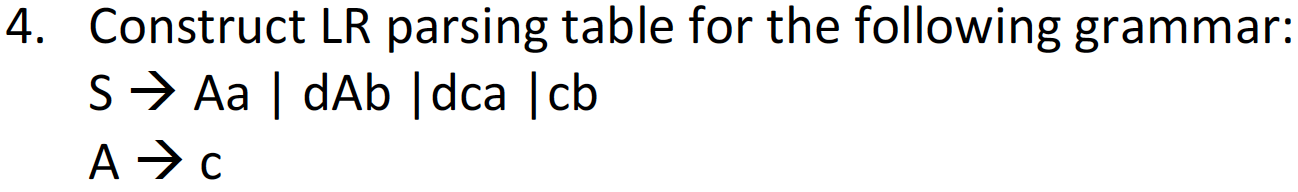 4. Construct LR parsing table for the following grammar:
S → Aa | dAb |dca |cb
A → c